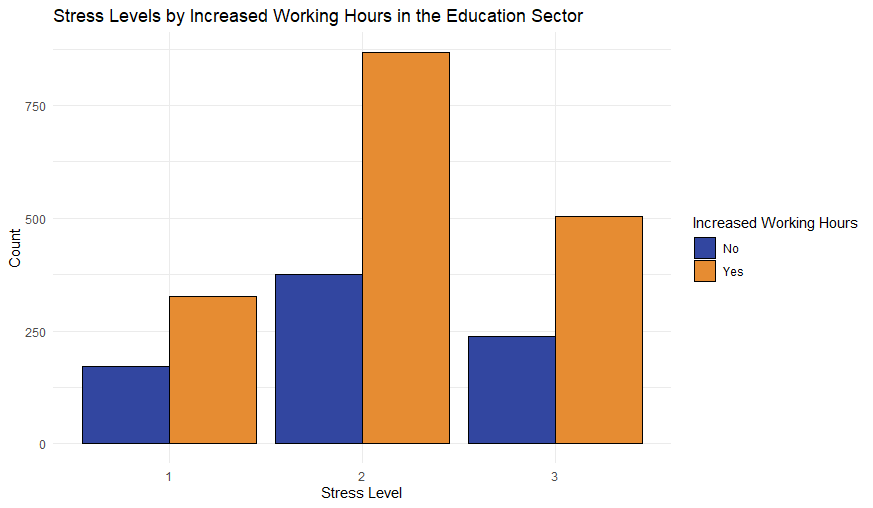 Stress Levels by Increased Working Hours in the Education Sector
750
500
250
0
Count
1
2
3
Stress Level
Increased Working Hours
No
Yes